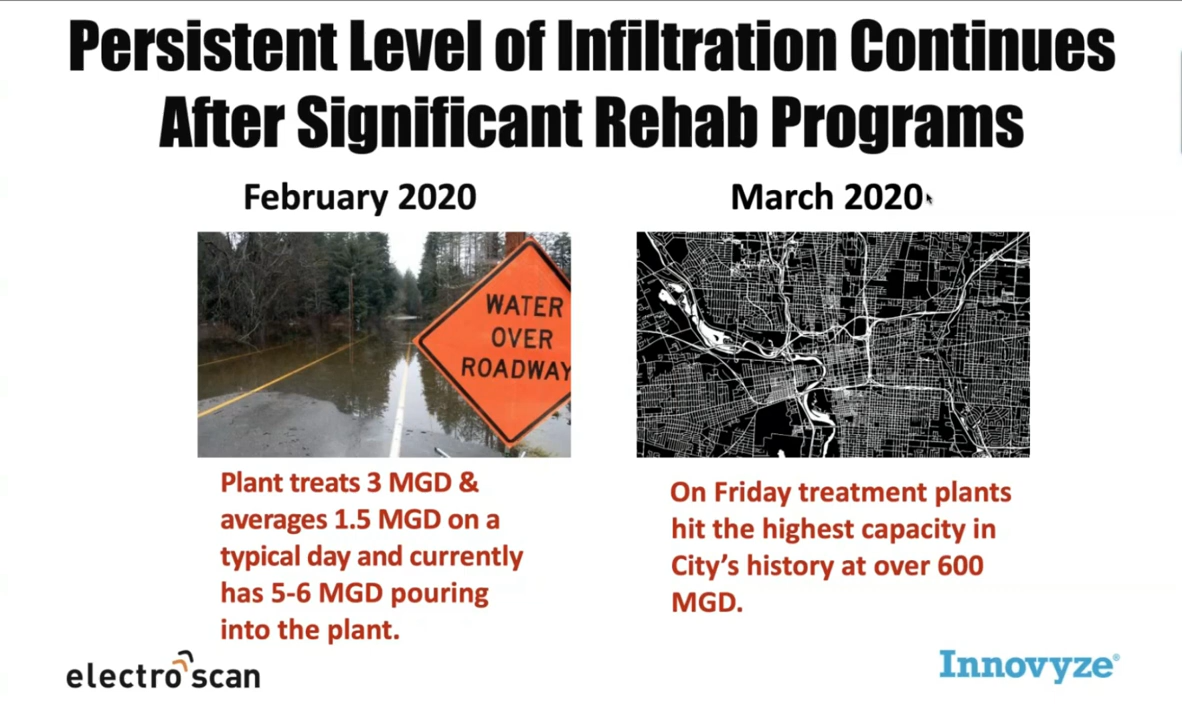 Persistent Level of Infiltration Continues
After Significant Rehab Programs
February 2020
WATER
OVER
ROADWAY
Plant treats 3 MGD &
averages 1.5 MGD on a
typical day and currently
has 5-6 MGD pouring
into the plant.
March 2020
On Friday treatment plants
hit the highest capacity in
City’s history at over 600
MGD.
electro scan
Innovyze®